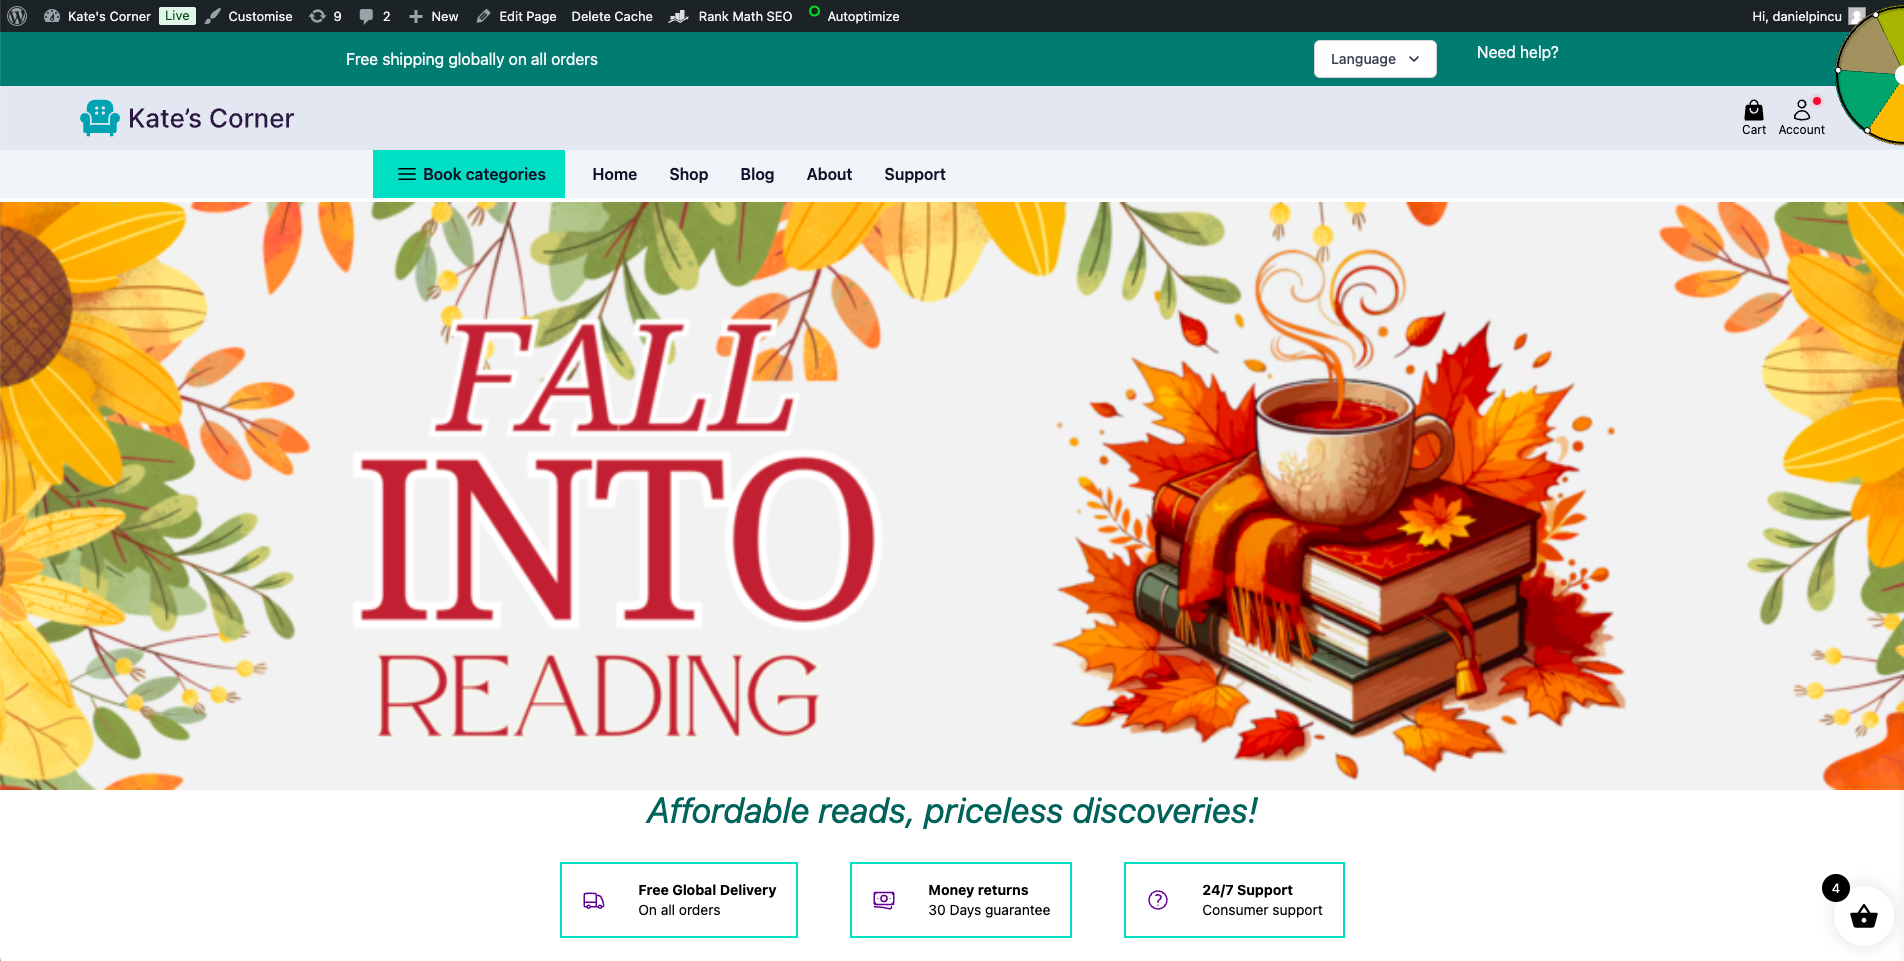 Kate's Corner Live Customise 9 2 New Edit Page Delete Cache Rank Math SEO Autoptimize Hi, danielpincu
Free shipping globally on all orders Language Need help?
Kate's Corner
Cart Account
Book categories Home Shop Blog About Support
FALL
INTO
READING
Affordable reads, priceless discoveries!
Free Global Delivery
On all orders
Money returns
30 Days guarantee
24/7 Support
Consumer support
4